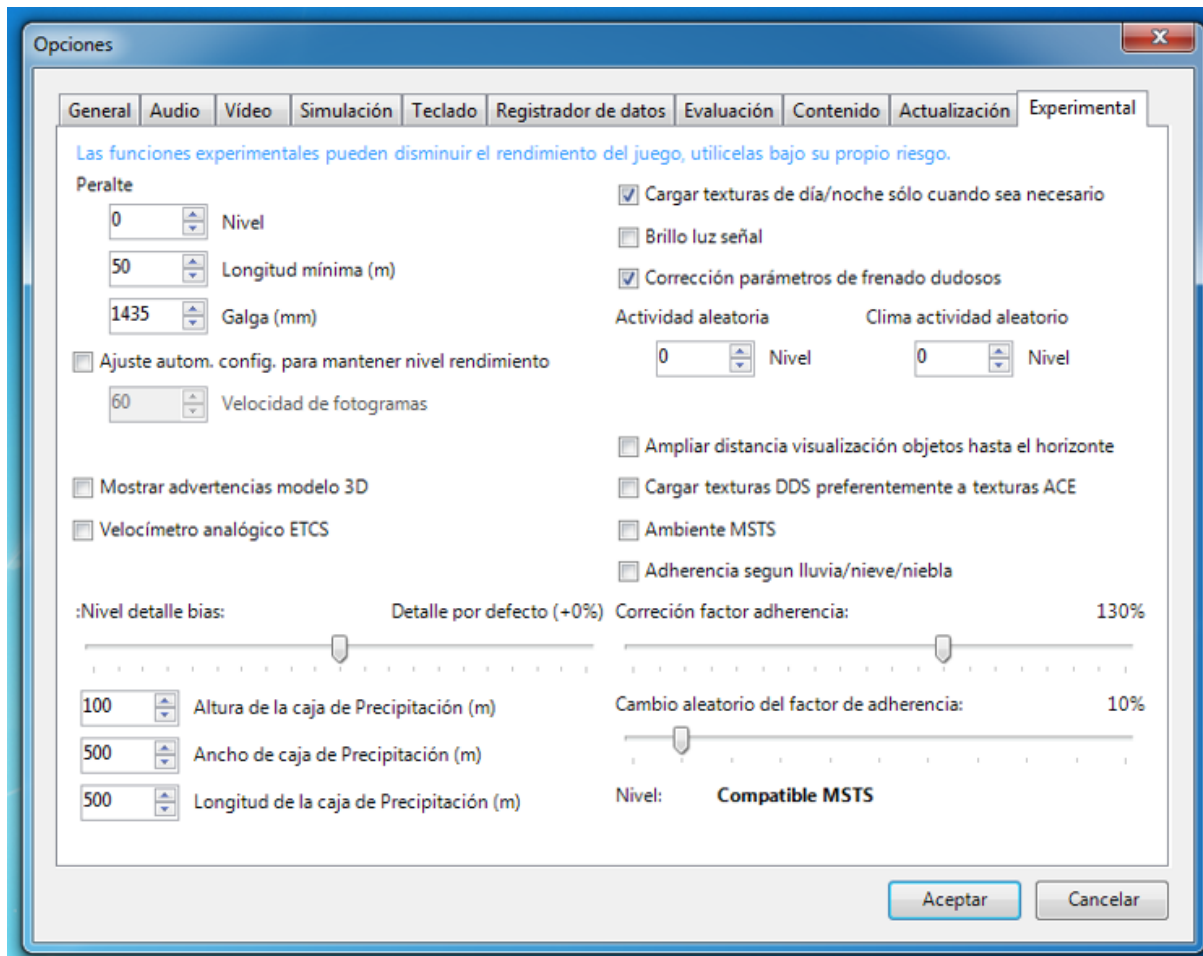 Opciones
General Audio Vídeo Simulación Teclado Registrador de datos Evaluación Contenido Actualización Experimental
Las funciones experimentales pueden disminuir el rendimiento del juego, utilicelas bajo su propio riesgo.
Peralte
0 Nivel
50 Longitud mínima (m)
1435 Galga (mm)
Ajuste autom. config. para mantener nivel rendimiento
60 Velocidad de fotogramas
Mostrar advertencias modelo 3D
Velocímetro analógico ETCS
:Nivel detalle bias: Detalle por defecto (+0%)
100 Altura de la caja de Precipitación (m)
500 Ancho de caja de Precipitación (m)
500 Longitud de la caja de Precipitación (m)
Cargar texturas de día/noche sólo cuando sea necesario
Brillo luz señal
Corrección parámetros de frenado dudosos
Actividad aleatoria Clima actividad aleatorio
0 Nivel 0 Nivel
Ampliar distancia visualización objetos hasta el horizonte
Cargar texturas DDS preferentemente a texturas ACE
Ambiente MSTS
Adherencia segun lluvia/nieve/niebla
Correción factor adherencia: 130%
Cambio aleatorio del factor de adherencia: 10%
Nivel: Compatible MSTS
Aceptar Cancelar